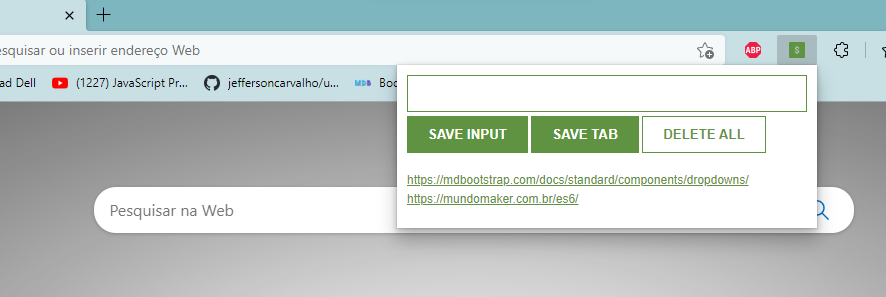 esquisar ou inserir endereço Web
ABP
$
ad Dell
(1227) JavaScript Pr...
jeffersoncarvalho/u...
MDB
Boo
SAVE INPUT
SAVE TAB
DELETE ALL
https://mdbootstrap.com/docs/standard/components/dropdowns/
https://mundomaker.com.br/es6/
Pesquisar na Web